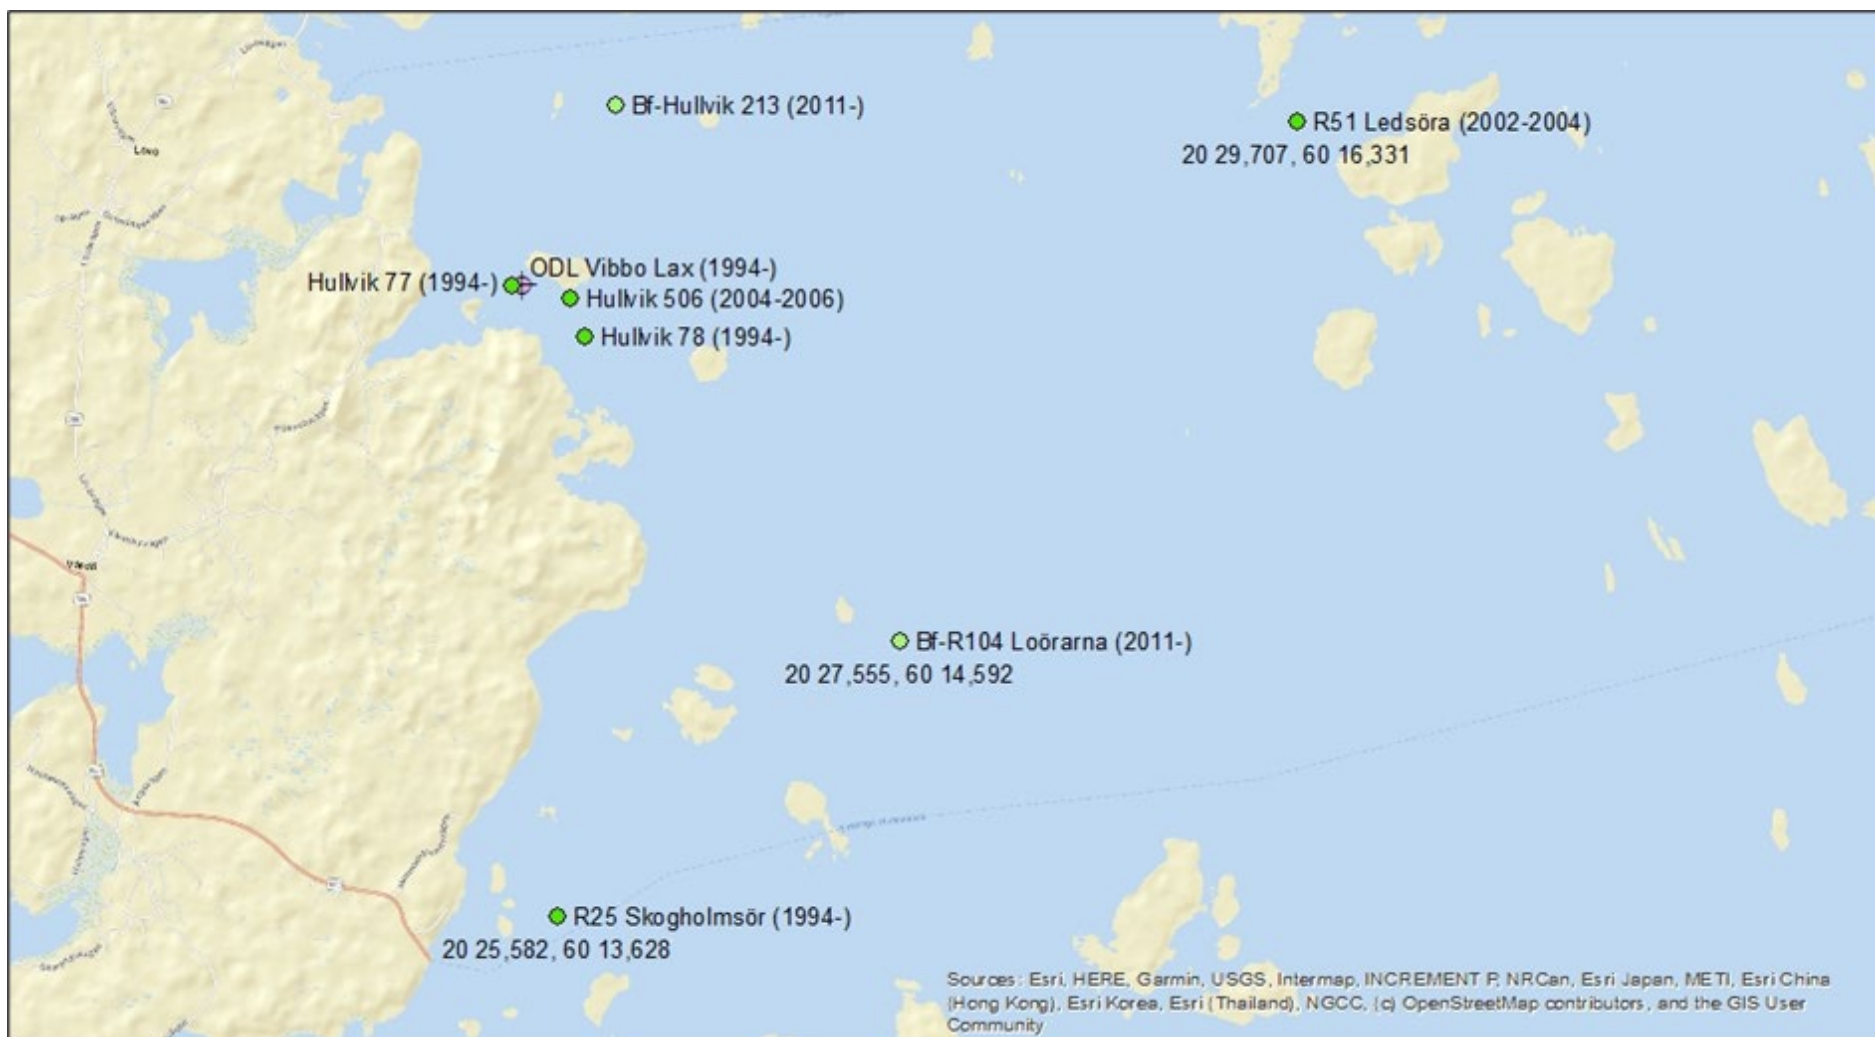 Bf-Hullvik 213 (2011-)
R51 Ledsöra (2002-2004)
20 29,707, 60 16,331
Lövo
ODL Vibbo Lax (1994-)
Hullvik 77 (1994-)
Hullvik 506 (2004-2006)
Hullvik 78 (1994-)
Vårdö
Bf-R104 Loörarna (2011-)
20 27,555, 60 14,592
R25 Skogholmsör (1994-)
20 25,582, 60 13,628
Sources: Esri, HERE, Garmin, USGS, Intermap, INCREMENT P, NRCan, Esri Japan, METI, Esri China
(Hong Kong), Esri Korea, Esri (Thailand), NGCC, (c) OpenStreetMap contributors, and the GIS User
Community